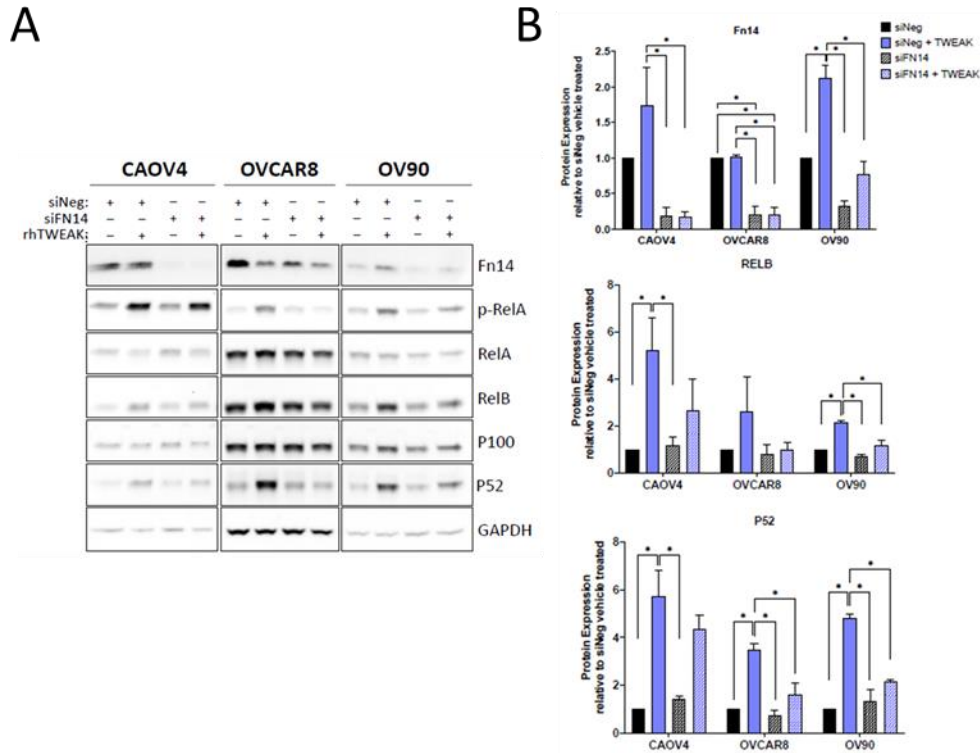 A
CAOV4 OVCAR8 OV90
siNeg: + + – – + + – – + + – –
siFN14 – – + + – – + + – – + +
rhTWEAK: – + – + – + – + – + – +
Fn14
p-RelA
RelA
RelB
P100
P52
GAPDH
B
Fn14
siNeg
siNeg + TWEAK
siFN14
siFN14 + TWEAK
Protein Expression
relative to siNeg vehicle treated
2.5
2.0
1.5
1.0
0.5
0.0
* * * * * * * * *
CAOV4 OVCAR8 OV90
RELB
Protein Expression
relative to siNeg vehicle treated
8
6
4
2
0
* * * * *
CAOV4 OVCAR8 OV90
P52
Protein Expression
relative to siNeg vehicle treated
8
6
4
2
0
* * * * * * * *
CAOV4 OVCAR8 OV90